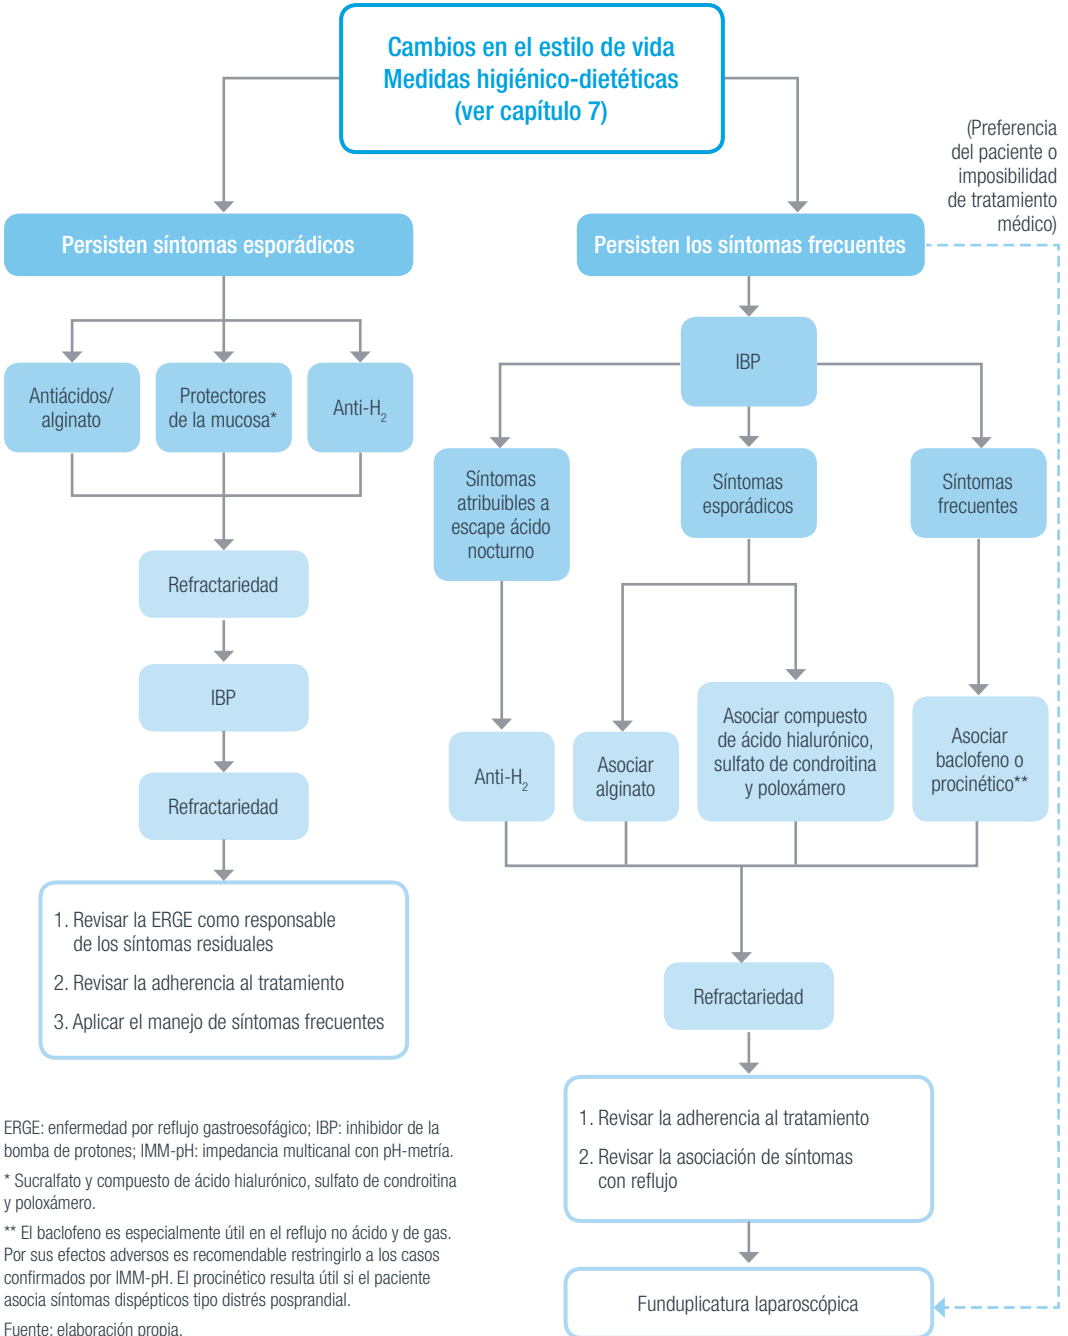 Cambios en el estilo de vida
Medidas higiénico-dietéticas
(ver capítulo 7)
(Preferencia
del paciente o
imposibilidad
de tratamiento
médico)
Persisten síntomas esporádicos
Persisten los síntomas frecuentes
Antiácidos/
alginato
Protectores
de la mucosa*
Anti-H2
Refractariedad
IBP
Refractariedad
1. Revisar la ERGE como responsable
de los síntomas residuales
2. Revisar la adherencia al tratamiento
3. Aplicar el manejo de síntomas frecuentes
IBP
Síntomas
atribuibles a
escape ácido
nocturno
Síntomas
esporádicos
Síntomas
frecuentes
Anti-H2
Asociar
alginato
Asociar compuesto
de ácido hialurónico,
sulfato de condroitina
y poloxámero
Asociar
baclofeno o
procinético**
Refractariedad
1. Revisar la adherencia al tratamiento
2. Revisar la asociación de síntomas
con reflujo
Funduplicatura laparoscópica
ERGE: enfermedad por reflujo gastroesofágico; IBP: inhibidor de la
bomba de protones; IMM-pH: impedancia multicanal con pH-metría.
* Sucralfato y compuesto de ácido hialurónico, sulfato de condroitina
y poloxámero.
** El baclofeno es especialmente útil en el reflujo no ácido y de gas.
Por sus efectos adversos es recomendable restringirlo a los casos
confirmados por IMM-pH. El procinético resulta útil si el paciente
asocia síntomas dispépticos tipo distrés posprandial.
Fuente: elaboración propia.